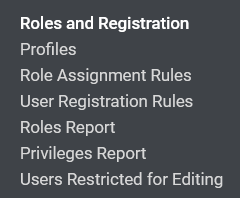 Roles and Registration
Profiles
Role Assignment Rules
User Registration Rules
Roles Report
Privileges Report
Users Restricted for Editing